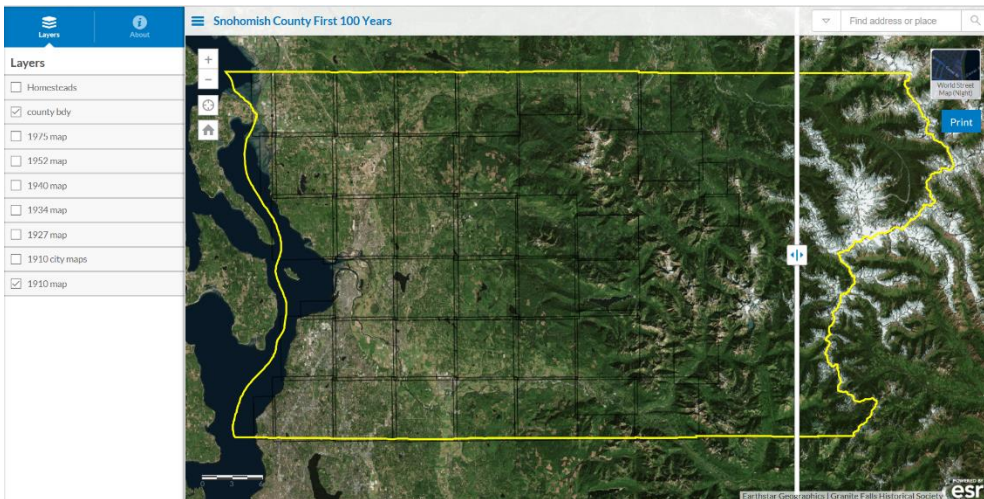 Layers
About
Snohomish County First 100 Years
Find address or place
Layers
Homesteads
county bdy
1975 map
1952 map
1940 map
1934 map
1927 map
1910 city maps
1910 map
+
−
World Street
Map (Night)
Print
3
Earthstar Geographics | Granite Falls Historical Society
POWERED BY
esri